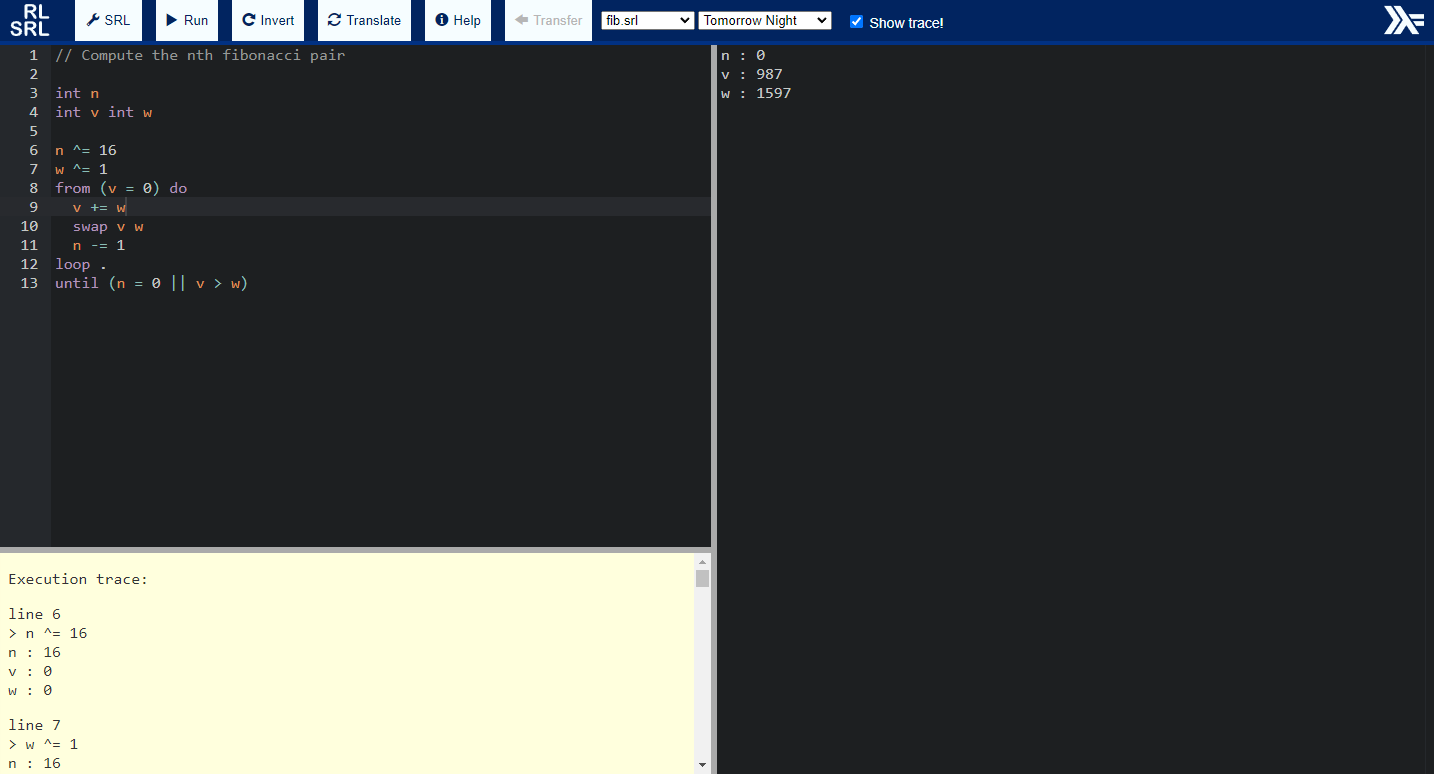 RL
SRL
SRL
Run
Invert
Translate
Help
Transfer
fib.srl
Tomorrow Night
Show trace!
1 // Compute the nth fibonacci pair
2
3 int n
4 int v int w
5
6 n ^= 16
7 w ^= 1
8 from (v = 0) do
9 v += w
10 swap v w
11 n -= 1
12 loop .
13 until (n = 0 || v > w)
n : 0
v : 987
w : 1597
Execution trace:
line 6
> n ^= 16
n : 16
v : 0
w : 0
line 7
> w ^= 1
n : 16